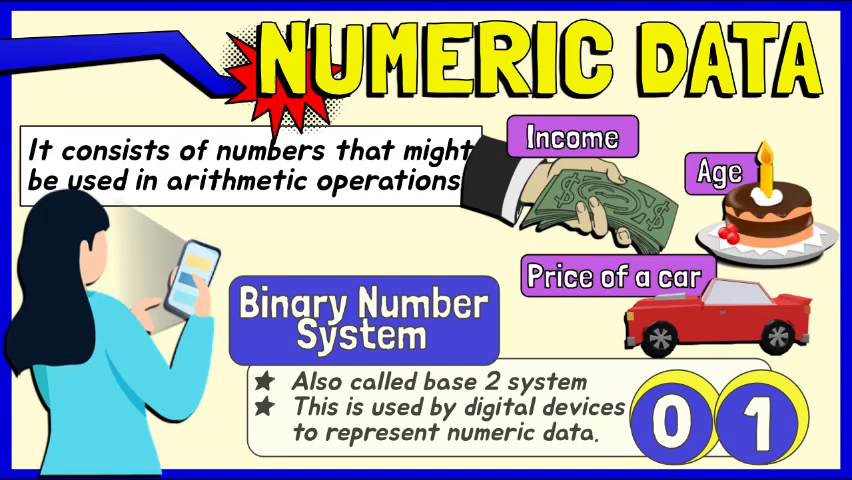 NUMERIC DATA
It consists of numbers that might
be used in arithmetic operations
Income
Age
Price of a car
Binary Number
System
Also called base 2 system
This is used by digital devices
to represent numeric data.
0 1